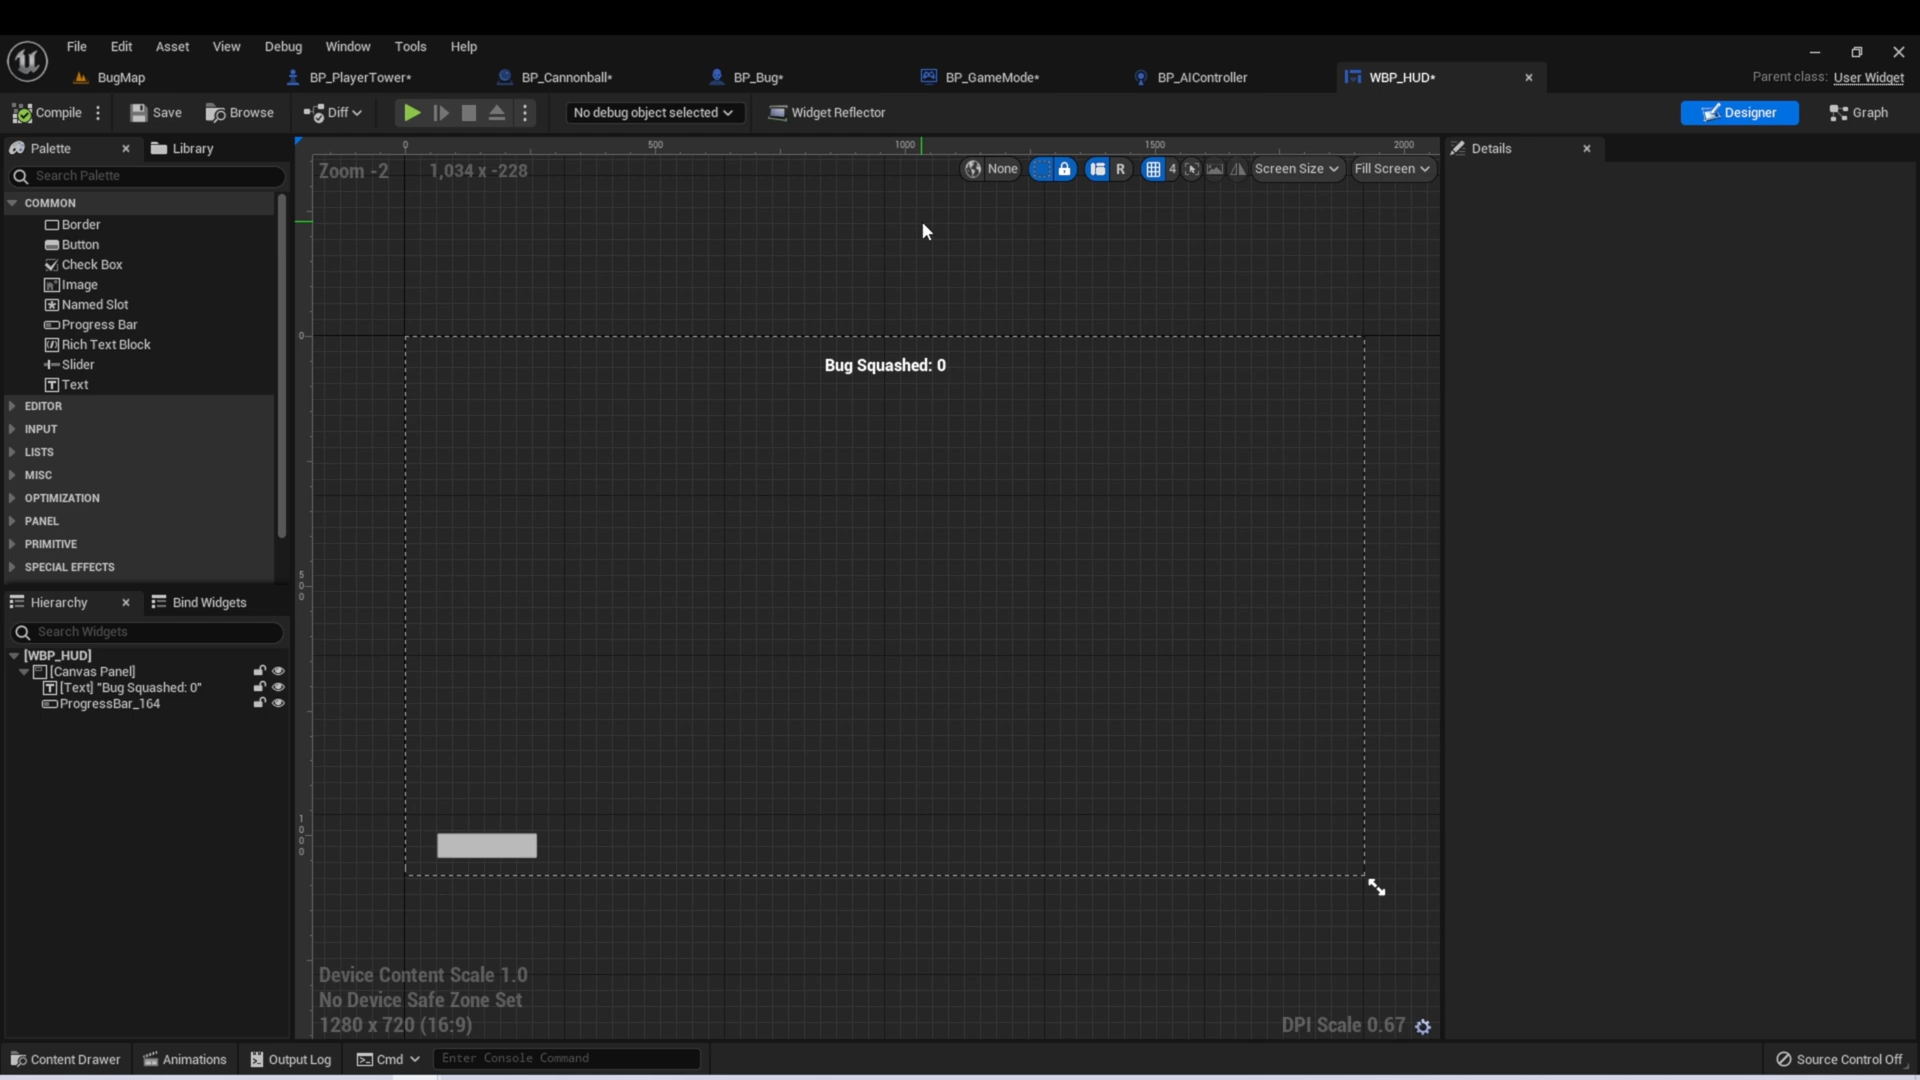 File Edit Asset View Debug Window Tools Help
BugMap BP_PlayerTower* BP_Cannonball* BP_Bug* BP_GameMode* BP_AIController WBP_HUD* Parent class: User Widget
Compile Save Browse Diff No debug object selected Widget Reflector Designer Graph
Palette Library Details
0 500 1000 1500 2000
Zoom -2 1,034 x -228 None R 4 Screen Size Fill Screen
Search Palette
COMMON
Border
Button
Check Box
Image
Named Slot
Progress Bar
Rich Text Block
Slider
Text
EDITOR
INPUT
LISTS
MISC
OPTIMIZATION
PANEL
PRIMITIVE
SPECIAL EFFECTS
0
500
1000
Bug Squashed: 0
Hierarchy Bind Widgets
Search Widgets
[WBP_HUD]
[Canvas Panel]
[Text] "Bug Squashed: 0"
ProgressBar_164
Device Content Scale 1.0
No Device Safe Zone Set
1280 x 720 (16:9) DPI Scale 0.67
Content Drawer Animations Output Log Cmd Enter Console Command Source Control Off